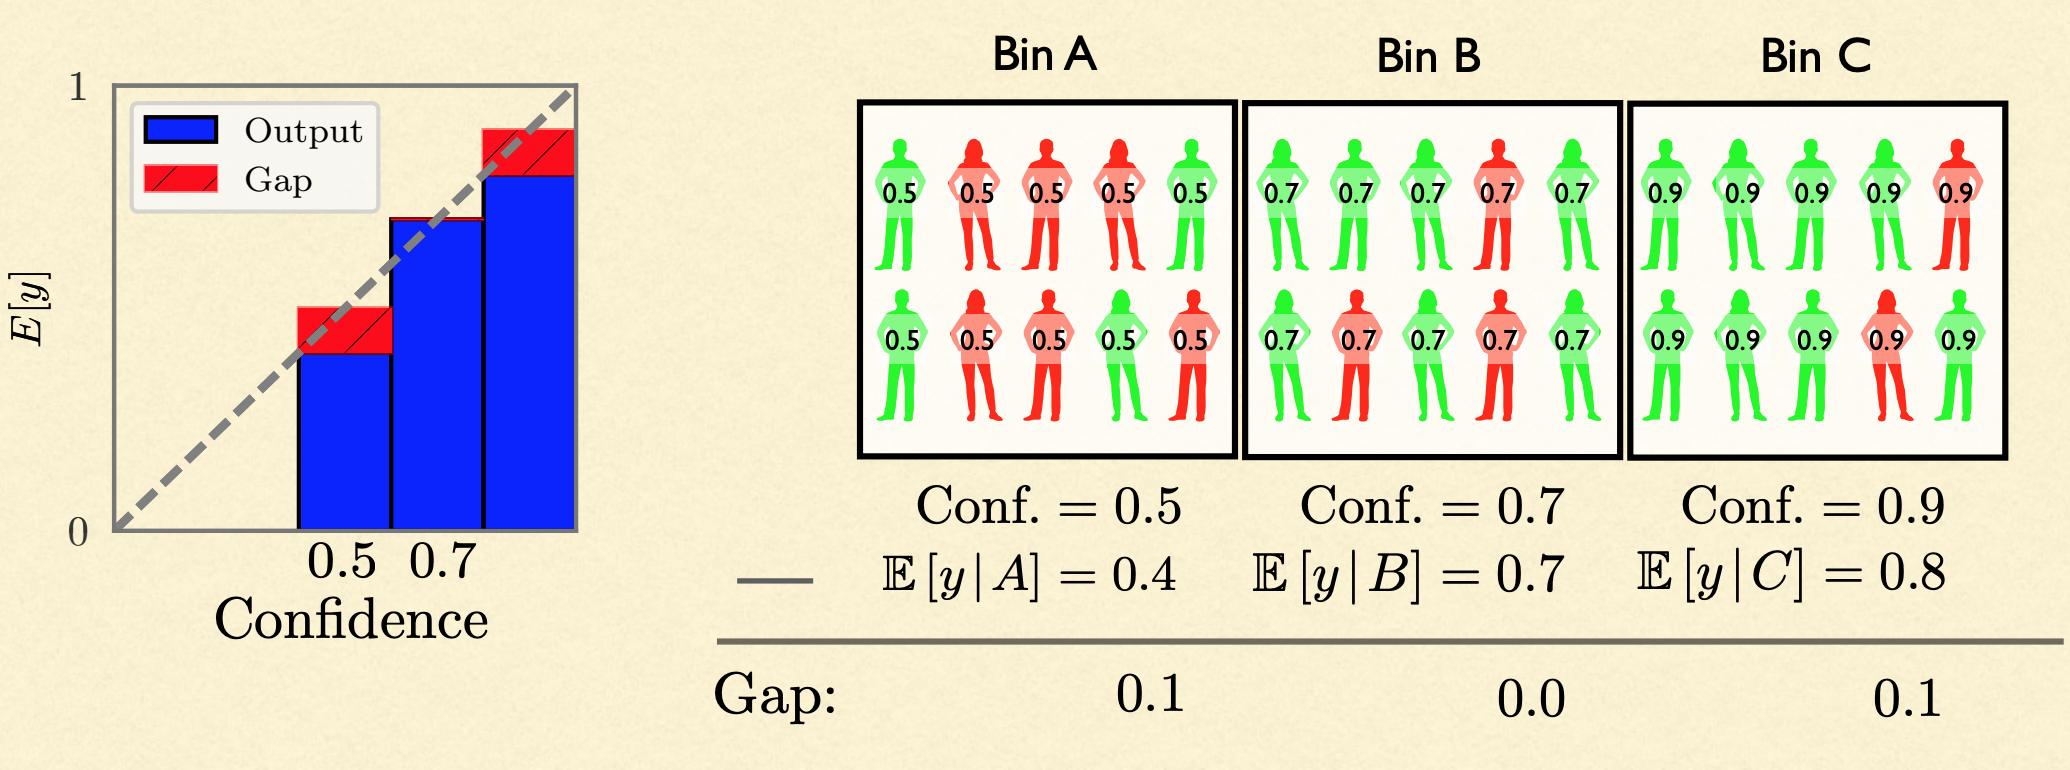 1
Output
Gap
E[y]
0
0.5 0.7
Confidence
Bin A Bin B Bin C
0.5 0.5 0.5 0.5 0.5 0.7 0.7 0.7 0.7 0.7 0.9 0.9 0.9 0.9 0.9
0.5 0.5 0.5 0.5 0.5 0.7 0.7 0.7 0.7 0.7 0.9 0.9 0.9 0.9 0.9
Conf. = 0.5 Conf. = 0.7 Conf. = 0.9
— 𝔼[y|A] = 0.4 𝔼[y|B] = 0.7 𝔼[y|C] = 0.8
Gap: 0.1 0.0 0.1